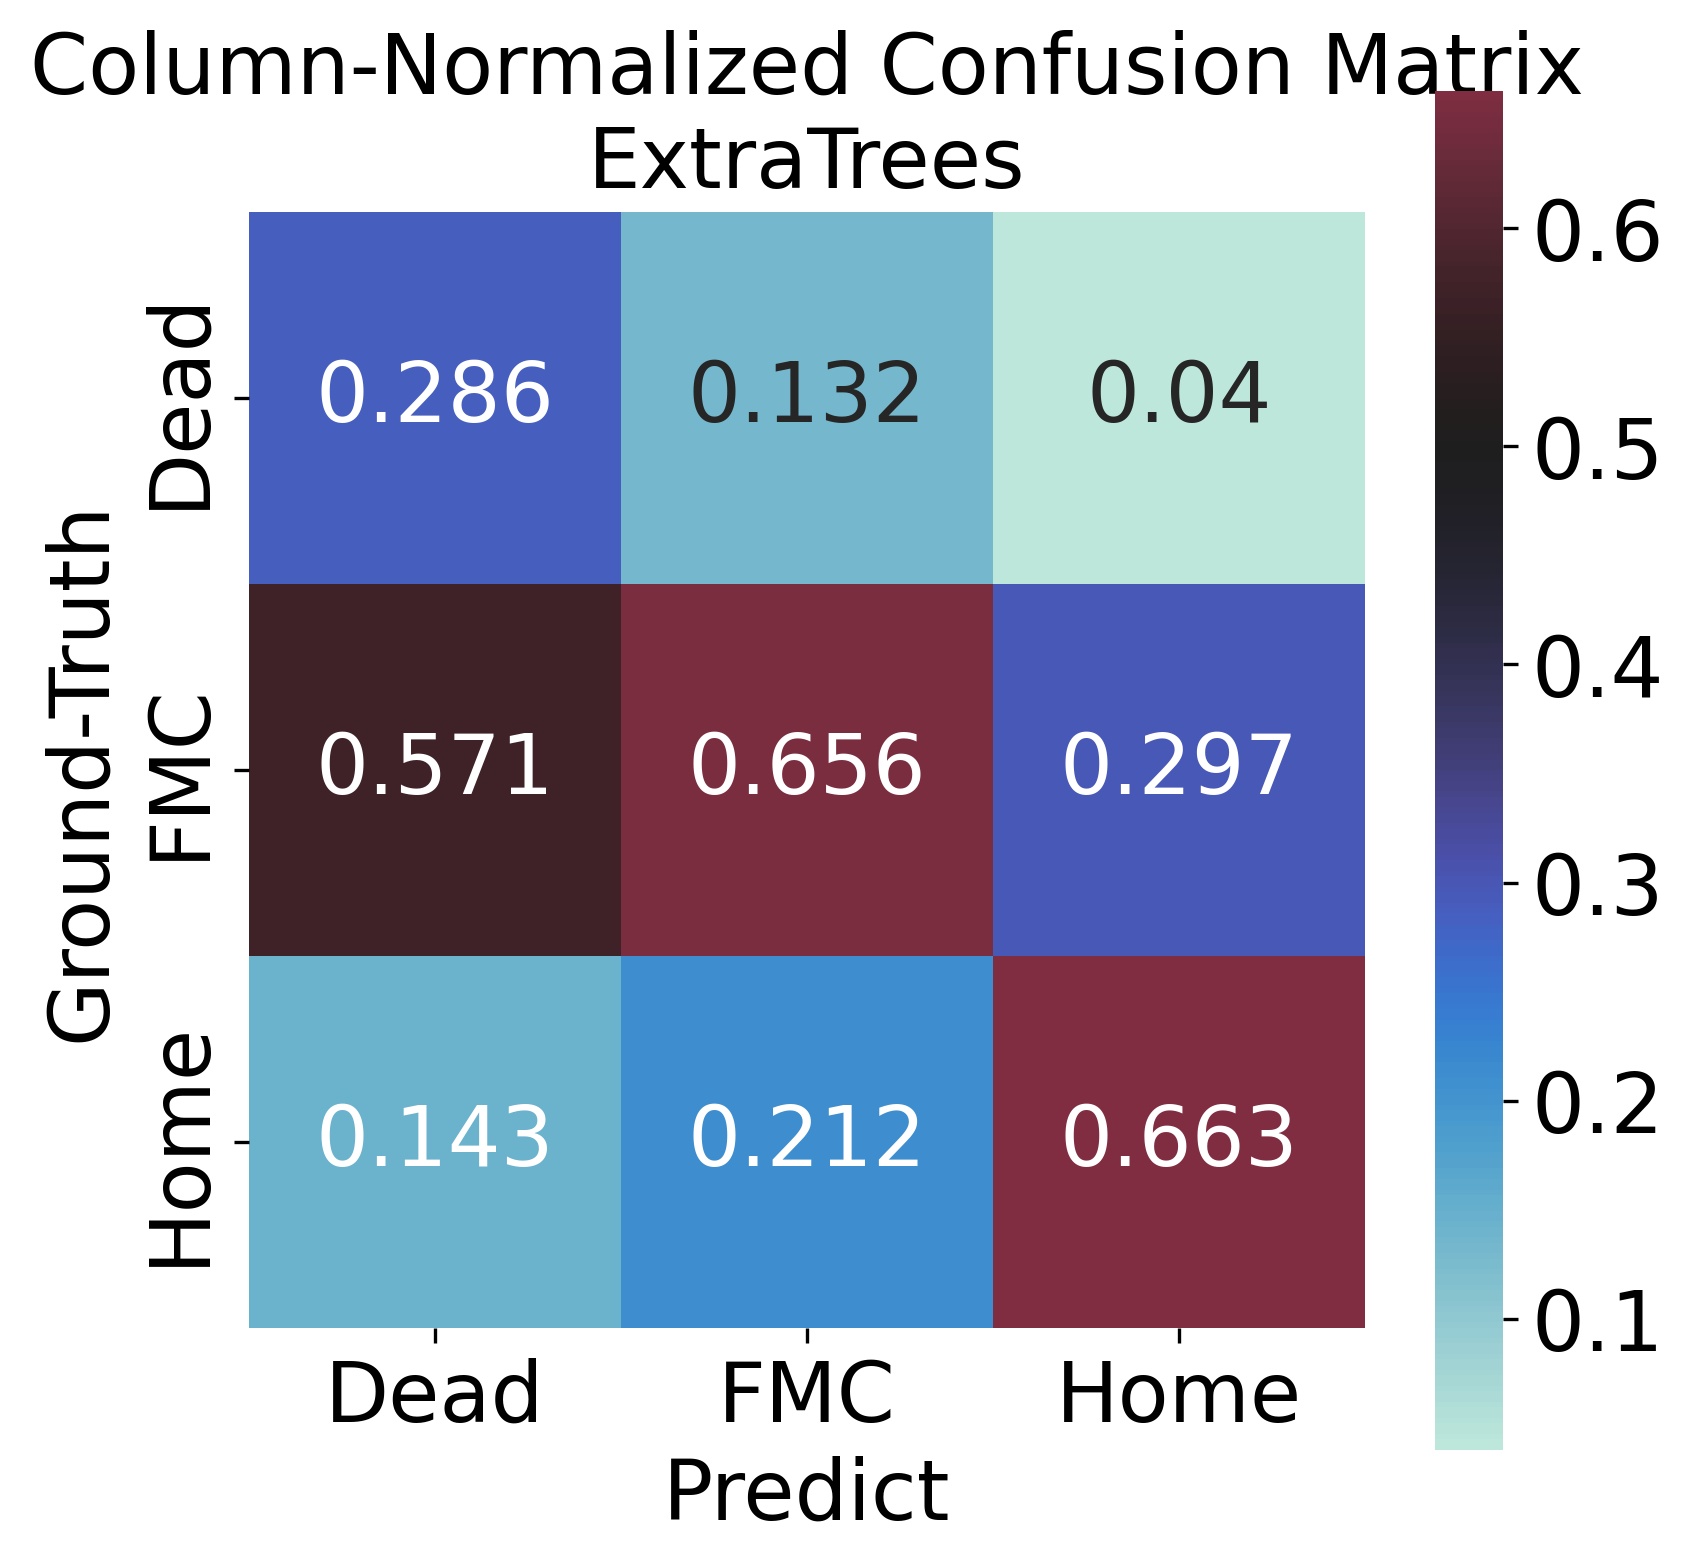 Column-Normalized Confusion Matrix
ExtraTrees
Ground-Truth
Dead
FMC
Home
0.286 0.132 0.04
0.571 0.656 0.297
0.143 0.212 0.663
Dead FMC Home
Predict
0.6
0.5
0.4
0.3
0.2
0.1